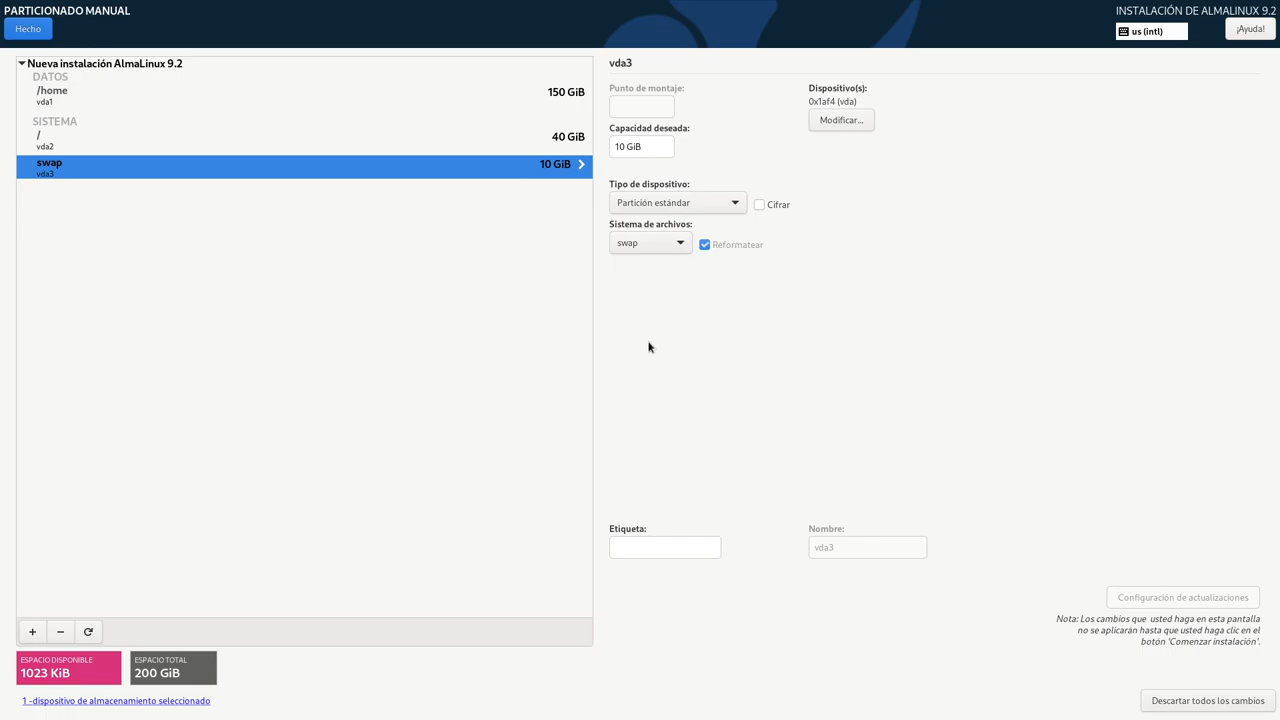 PARTICIONADO MANUAL
Hecho
INSTALACIÓN DE ALMALINUX 9.2
us (intl)
¡Ayuda!
Nueva instalación AlmaLinux 9.2
DATOS
/home
150 GiB
vda1
SISTEMA
/
40 GiB
vda2
swap
10 GiB
vda3
vda3
Punto de montaje:
Capacidad deseada:
10 GiB
Dispositivo(s):
0x1af4 (vda)
Modificar...
Tipo de dispositivo:
Partición estándar
Cifrar
Sistema de archivos:
swap
Reformatear
Etiqueta:
Nombre:
vda3
Configuración de actualizaciones
Nota: Los cambios que usted haga en esta pantalla
no se aplicarán hasta que usted haga clic en el
botón 'Comenzar instalación'.
+
−
ESPACIO DISPONIBLE
1023 KiB
ESPACIO TOTAL
200 GiB
1 -dispositivo de almacenamiento seleccionado
Descartar todos los cambios